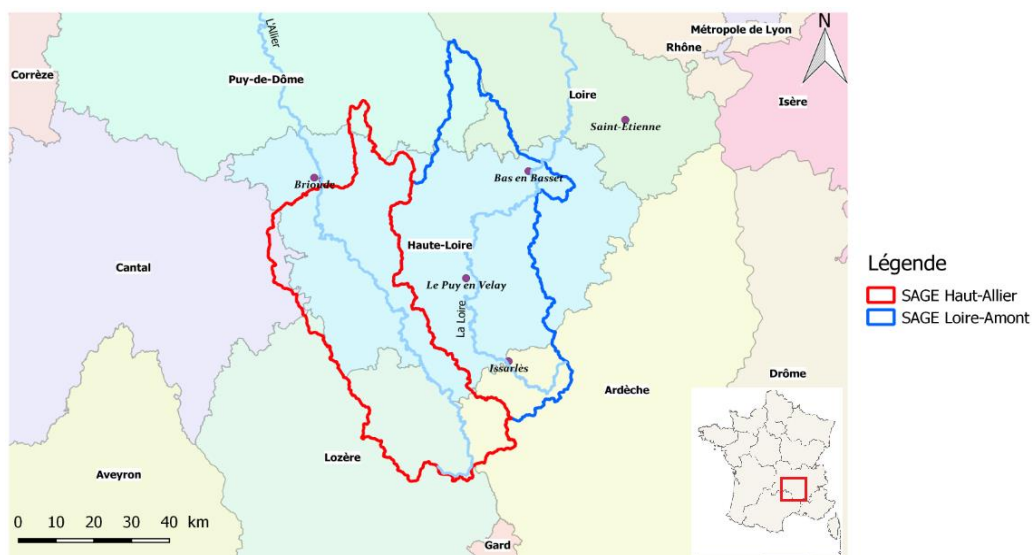 N
Métropole de Lyon
L'Allier
Rhône
Corrèze
Puy-de-Dôme
Loire
Isère
Saint-Etienne
Bas en Basset
Brioude
Haute-Loire
Cantal
Le Puy en Velay
Légende
SAGE Haut-Allier
SAGE Loire-Amont
La Loire
Issarlès
Drôme
Ardèche
Lozère
Aveyron
0 10 20 30 40 km
Gard